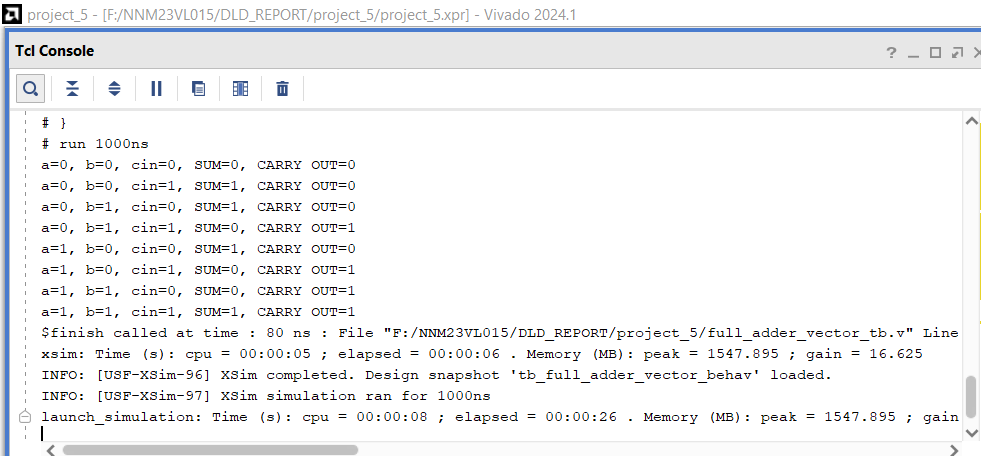 project_5 - [F:/NNM23VL015/DLD_REPORT/project_5/project_5.xpr] - Vivado 2024.1
Tcl Console
?
# }
# run 1000ns
a=0, b=0, cin=0, SUM=0, CARRY OUT=0
a=0, b=0, cin=1, SUM=1, CARRY OUT=0
a=0, b=1, cin=0, SUM=1, CARRY OUT=0
a=0, b=1, cin=1, SUM=0, CARRY OUT=1
a=1, b=0, cin=0, SUM=1, CARRY OUT=0
a=1, b=0, cin=1, SUM=0, CARRY OUT=1
a=1, b=1, cin=0, SUM=0, CARRY OUT=1
a=1, b=1, cin=1, SUM=1, CARRY OUT=1
$finish called at time : 80 ns : File "F:/NNM23VL015/DLD_REPORT/project_5/full_adder_vector_tb.v" Line
xsim: Time (s): cpu = 00:00:05 ; elapsed = 00:00:06 . Memory (MB): peak = 1547.895 ; gain = 16.625
INFO: [USF-XSim-96] XSim completed. Design snapshot 'tb_full_adder_vector_behav' loaded.
INFO: [USF-XSim-97] XSim simulation ran for 1000ns
launch_simulation: Time (s): cpu = 00:00:08 ; elapsed = 00:00:26 . Memory (MB): peak = 1547.895 ; gain